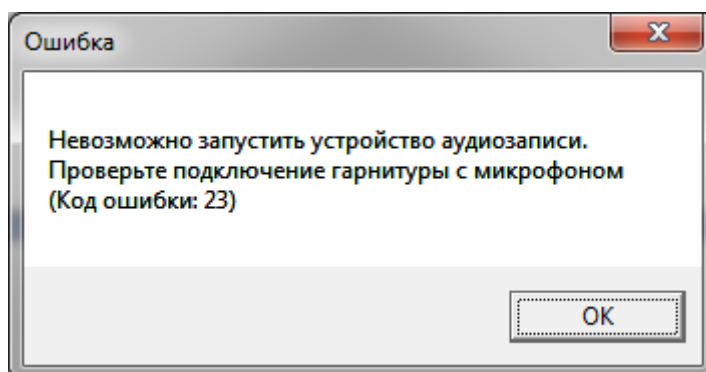 Ошибка
Невозможно запустить устройство аудиозаписи.
Проверьте подключение гарнитуры с микрофоном
(Код ошибки: 23)
OK